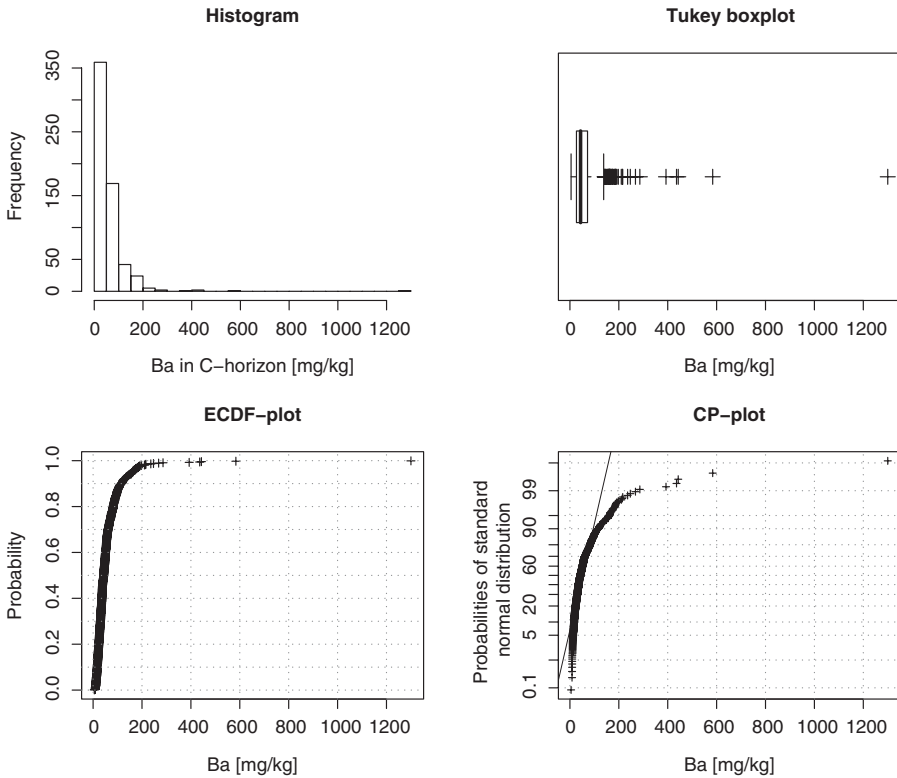 Histogram
Frequency
350
250
150
50
0
0 200 400 600 800 1000 1200
Ba in C−horizon [mg/kg]
Tukey boxplot
0 200 400 600 800 1000 1200
Ba [mg/kg]
ECDF−plot
Probability
1.0
0.8
0.6
0.4
0.2
0.0
0 200 400 600 800 1000 1200
Ba [mg/kg]
CP−plot
Probabilities of standard
normal distribution
99
90
60
20
5
0.1
0 200 400 600 800 1000 1200
Ba [mg/kg]